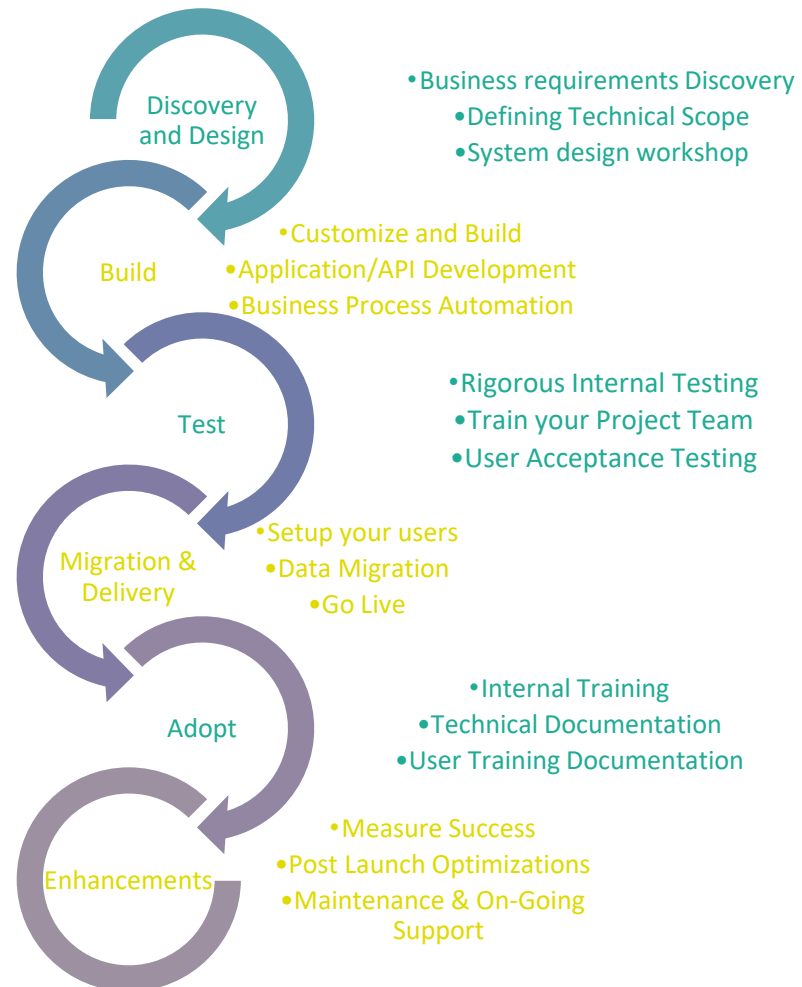 Discovery
and Design
•Business requirements Discovery
•Defining Technical Scope
•System design workshop
Build
•Customize and Build
•Application/API Development
•Business Process Automation
Test
•Rigorous Internal Testing
•Train your Project Team
•User Acceptance Testing
Migration &
Delivery
•Setup your users
•Data Migration
•Go Live
Adopt
•Internal Training
•Technical Documentation
•User Training Documentation
Enhancements
•Measure Success
•Post Launch Optimizations
•Maintenance & On-Going
Support